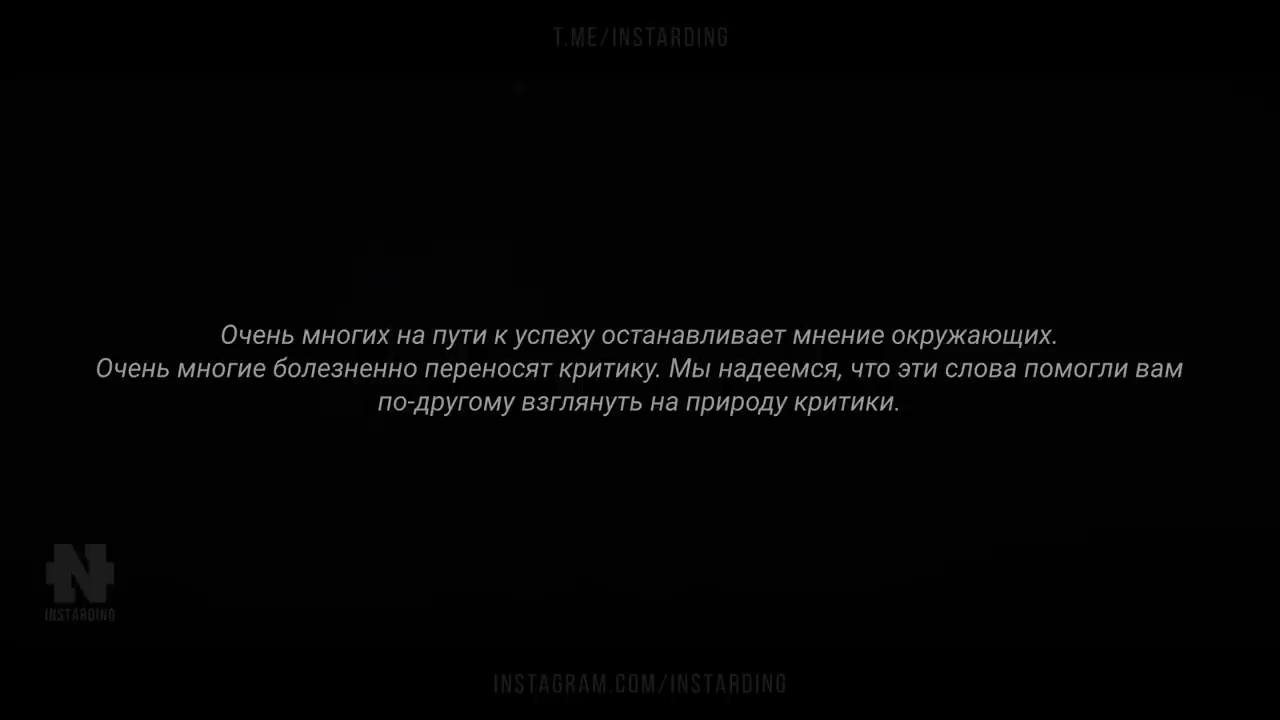 T.ME/INSTARDING
Очень многих на пути к успеху останавливает мнение окружающих.
Очень многие болезненно переносят критику. Мы надеемся, что эти слова помогли вам
по-другому взглянуть на природу критики.
N
INSTARDING
INSTAGRAM.COM/INSTARDING